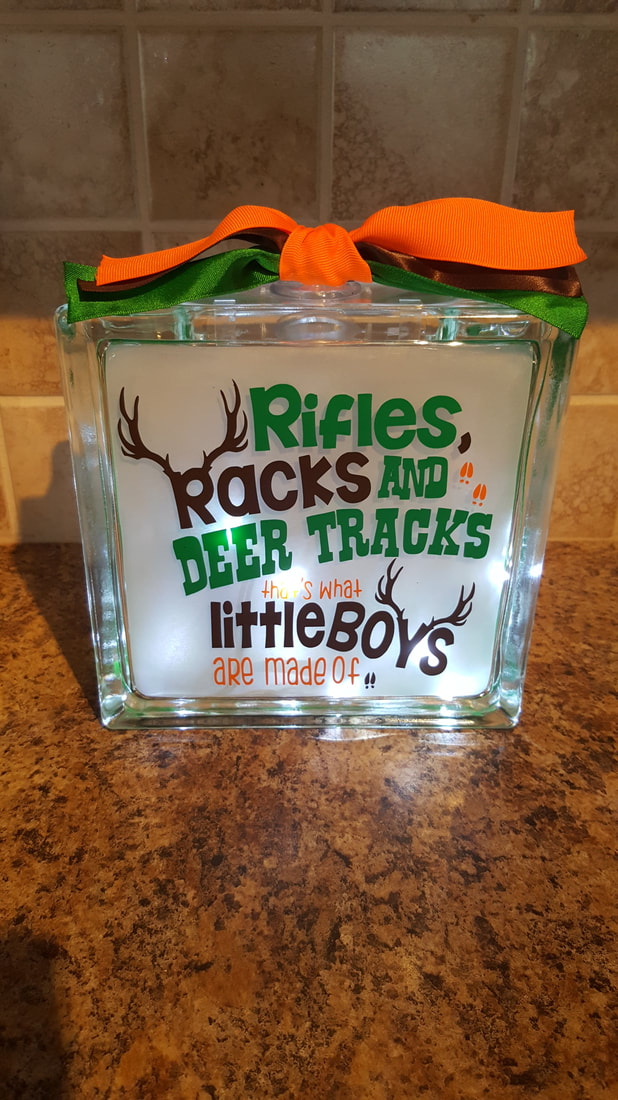 Rifles,
Racks AND
DEER TRACKS
that's what
little BOYS
are made of